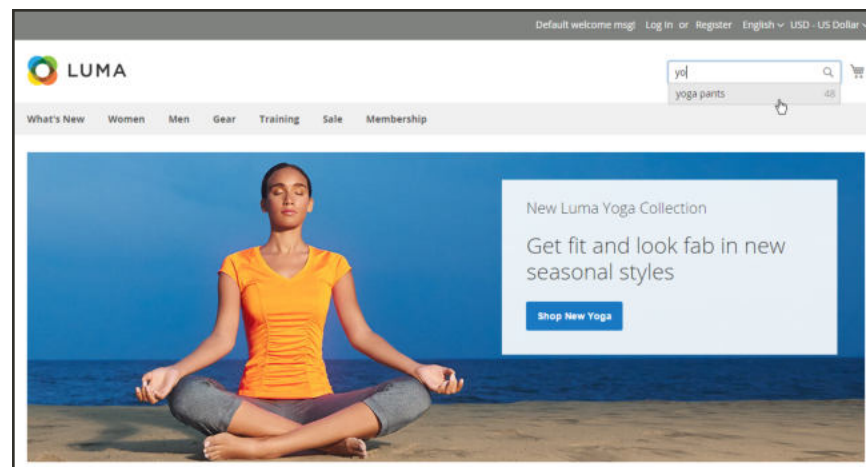 Default welcome msg! Log In or Register English USD - US Dollar
LUMA
yo
yoga pants 48
What's New Women Men Gear Training Sale Membership
New Luma Yoga Collection
Get fit and look fab in new
seasonal styles
Shop New Yoga